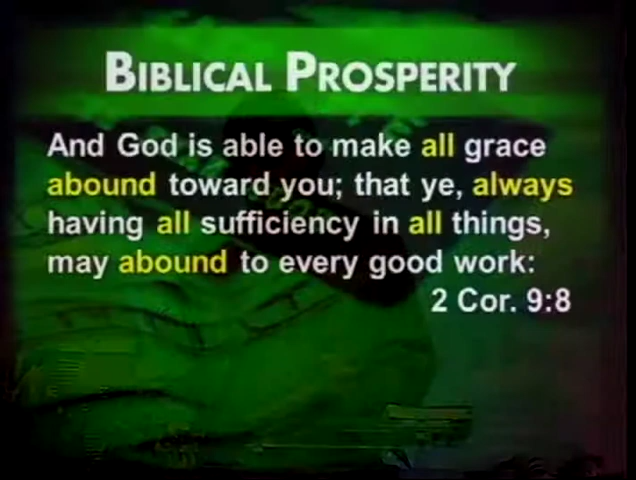 BIBLICAL PROSPERITY
And God is able to make all grace
abound toward you; that ye, always
having all sufficiency in all things,
may abound to every good work:
2 Cor. 9:8